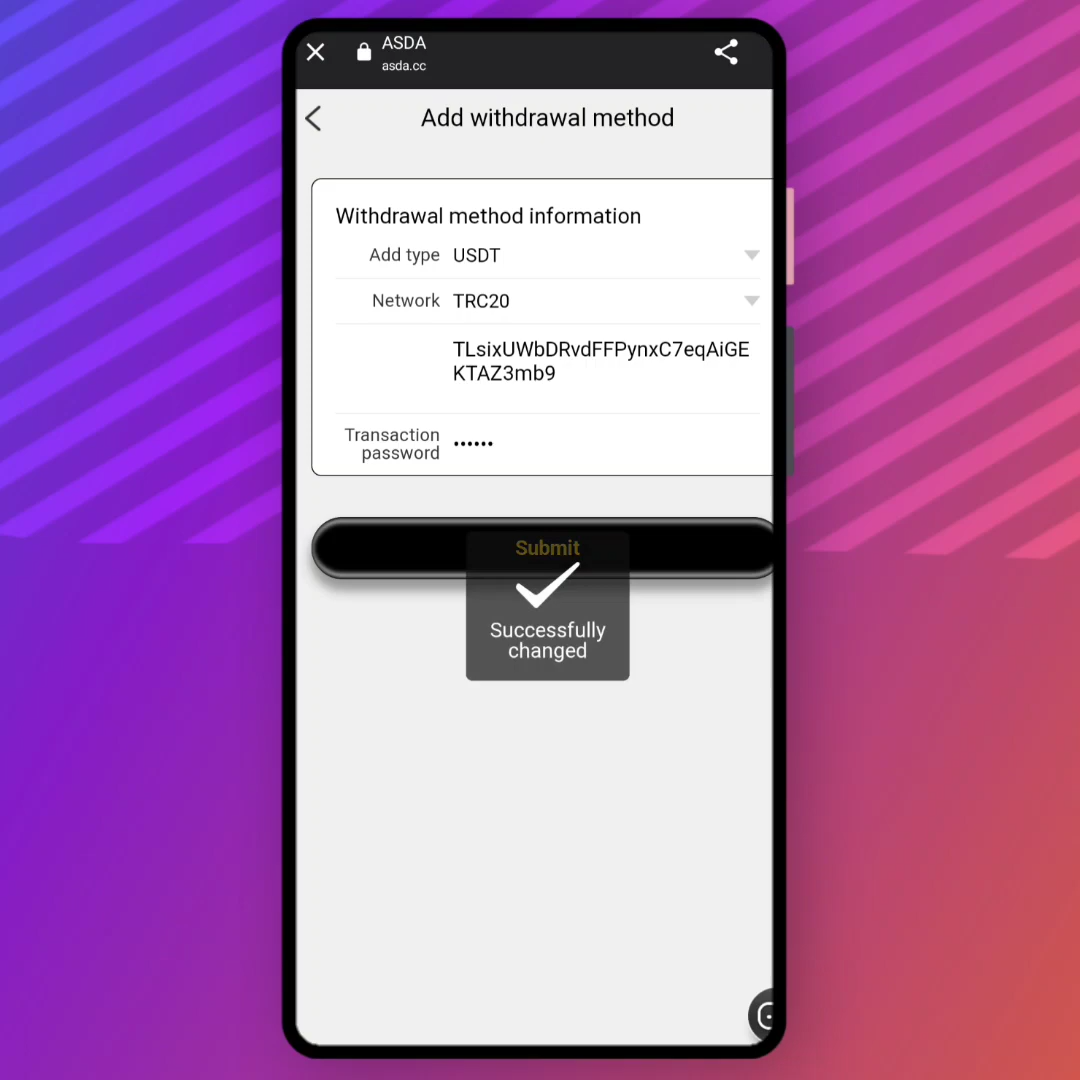 ASDA
asda.cc
Add withdrawal method
Withdrawal method information
Add type USDT
Network TRC20
TLsixUWbDRvdFFPynxC7eqAiGE
KTAZ3mb9
Transaction
password ••••••
Submit
Successfully
changed